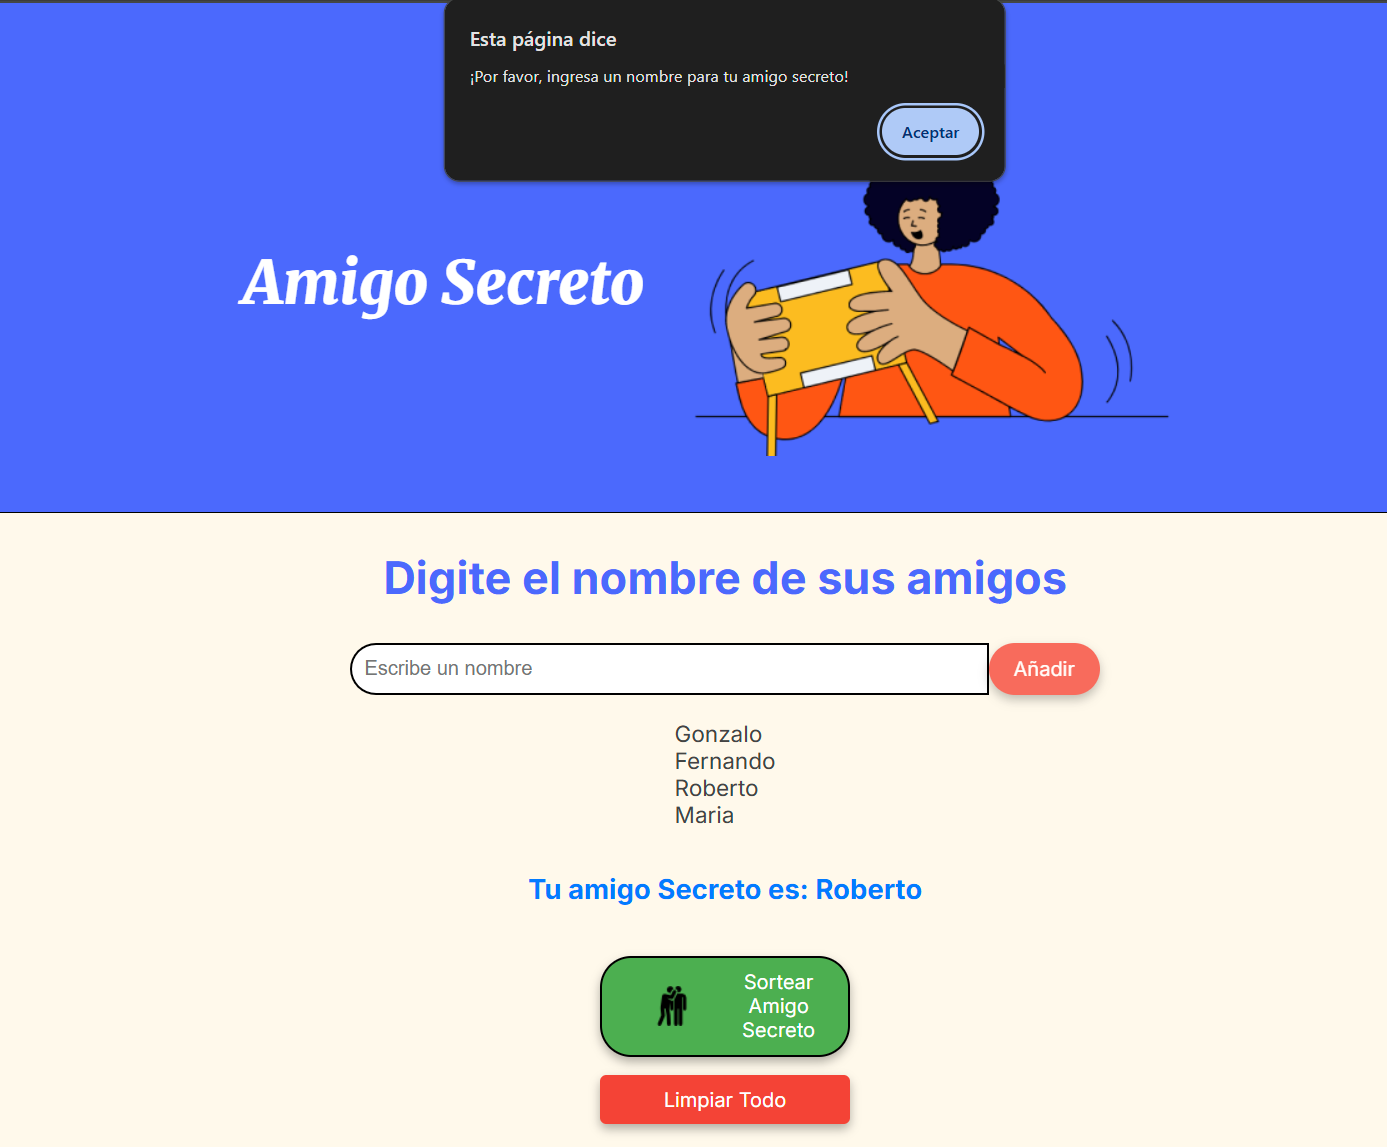 Esta página dice
¡Por favor, ingresa un nombre para tu amigo secreto!
Aceptar
Amigo Secreto
Digite el nombre de sus amigos
Escribe un nombre
Añadir
Gonzalo
Fernando
Roberto
Maria
Tu amigo Secreto es: Roberto
Sortear
Amigo
Secreto
Limpiar Todo